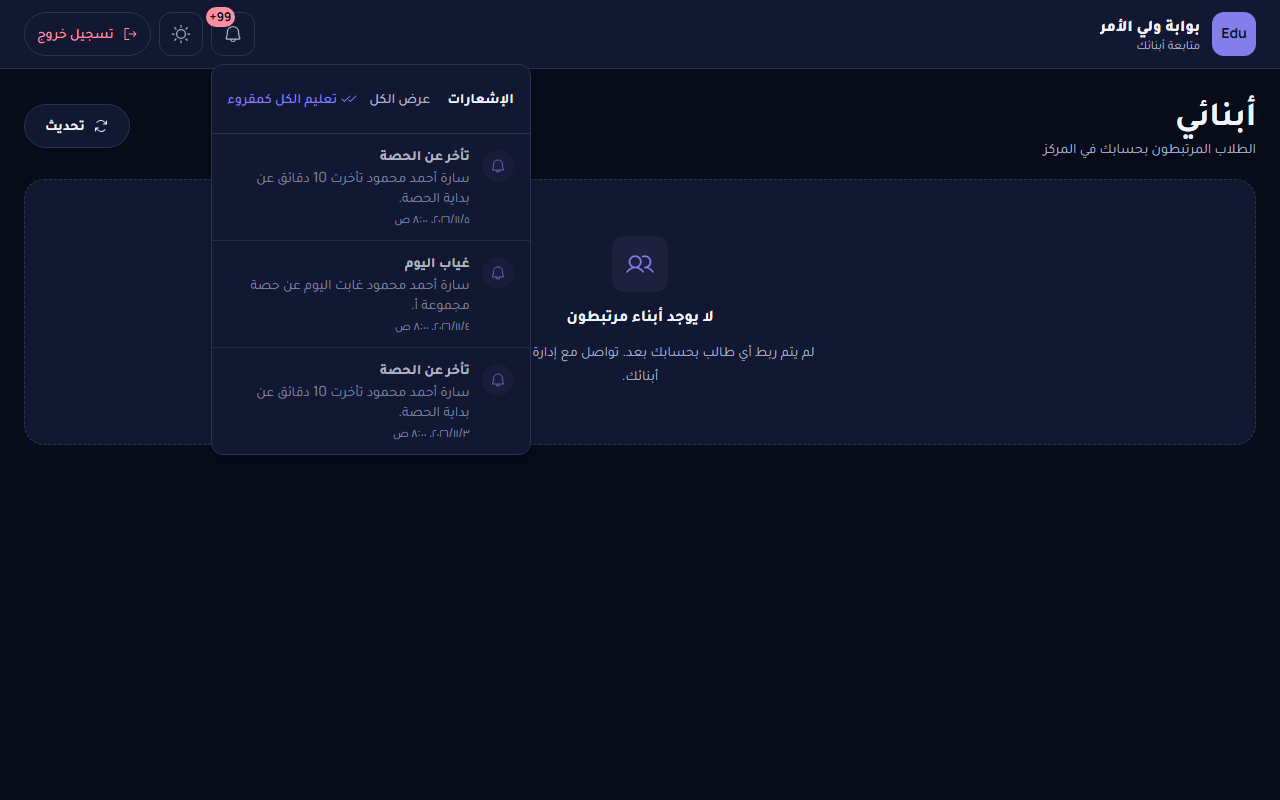 Edu
بوابة ولي الأمر
متابعة أبنائك
+99
تسجيل خروج
أبنائي
الطلاب المرتبطون بحسابك في المركز
تحديث
الإشعارات
عرض الكل
تعليم الكل كمقروء
تأخر عن الحصة
سارة أحمد محمود تأخرت 10 دقائق عن
بداية الحصة.
٥‏/١١‏/٢٠٢٦، ٨:٠٠ ص
غياب اليوم
سارة أحمد محمود غابت اليوم عن حصة
مجموعة أ.
٤‏/١١‏/٢٠٢٦، ٨:٠٠ ص
تأخر عن الحصة
سارة أحمد محمود تأخرت 10 دقائق عن
بداية الحصة.
٣‏/١١‏/٢٠٢٦، ٨:٠٠ ص
لا يوجد أبناء مرتبطون
لم يتم ربط أي طالب بحسابك بعد. تواصل مع إدارة
أبنائك.